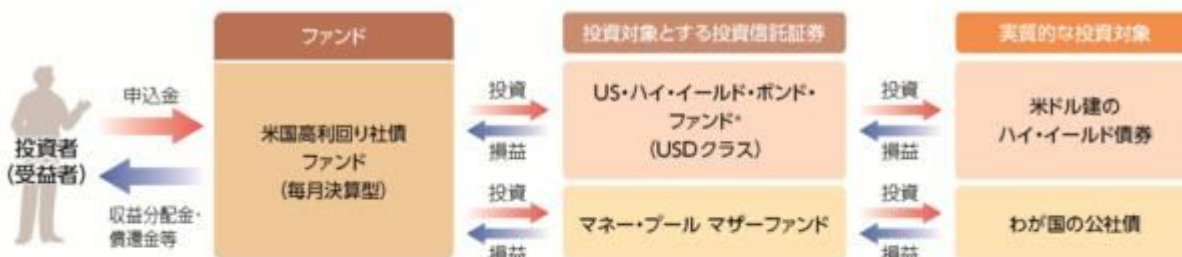 ファンド
投資対象とする投資信託証券
実質的な投資対象
投資者
(受益者)
申込金
収益分配金・
償還金等
米国高利回り社債
ファンド
(毎月決算型)
投資
損益
US・ハイ・イールド・ボンド・
ファンド*
(USDクラス)
投資
損益
米ドル建の
ハイ・イールド債券
投資
損益
マネー・プール マザーファンド
投資
損益
わが国の公社債